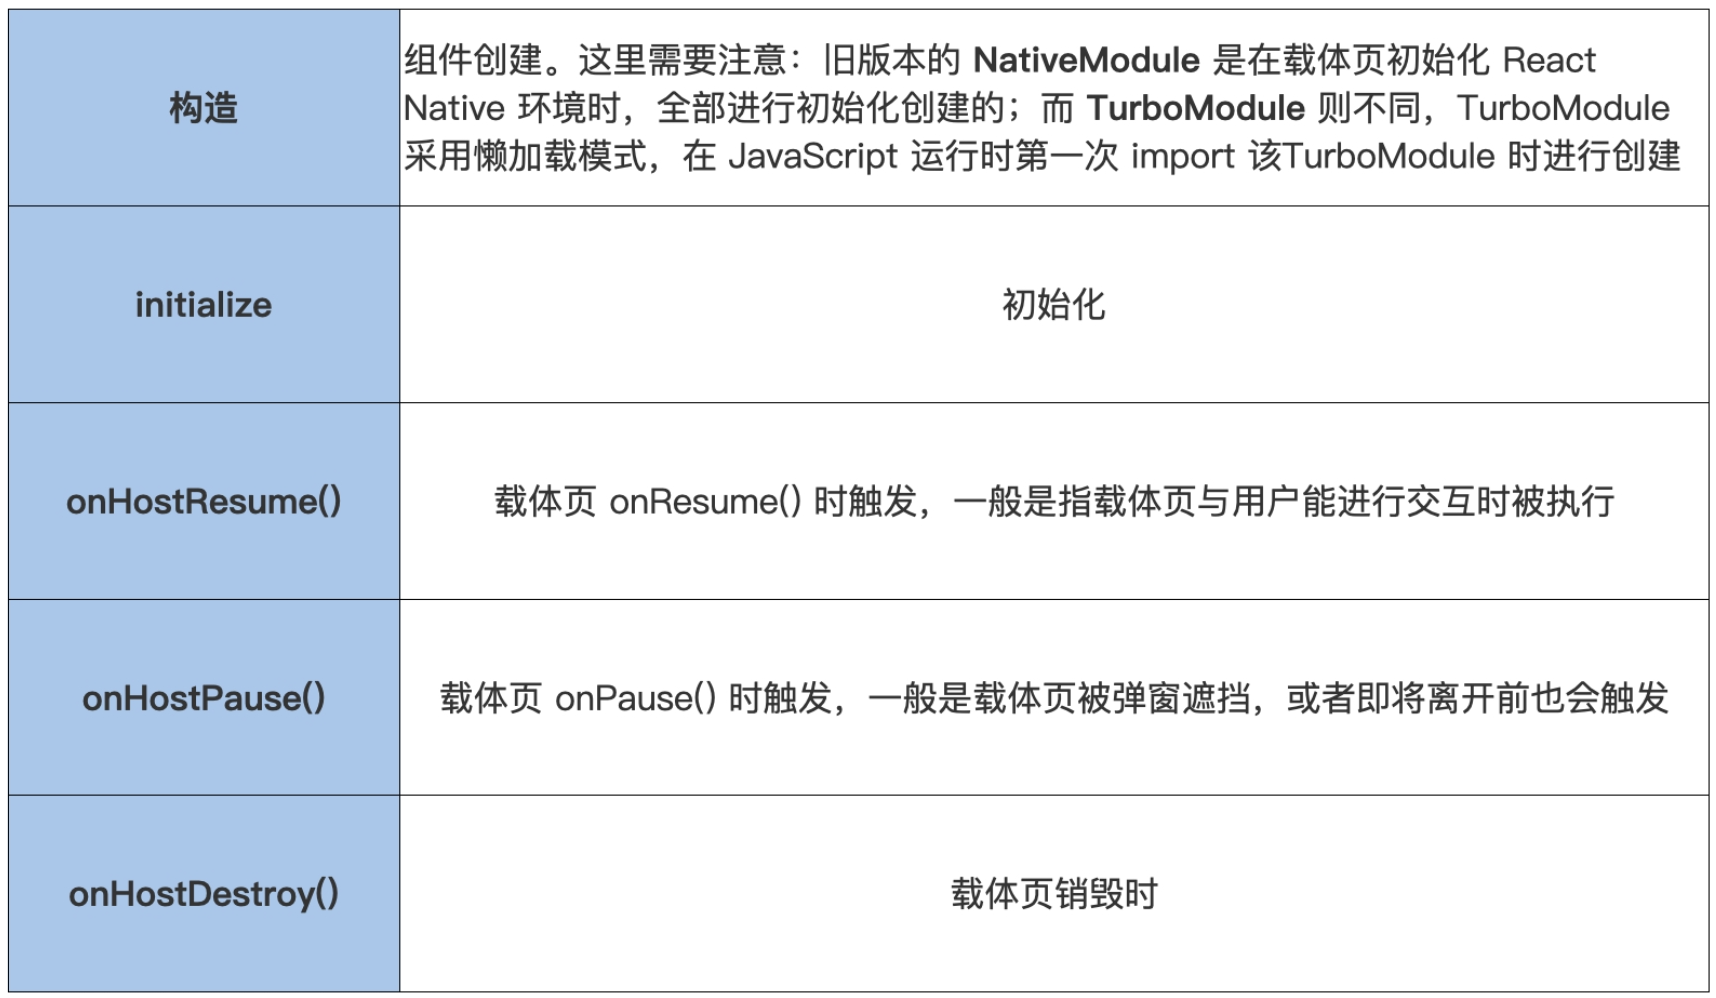 构造
组件创建。这里需要注意：旧版本的 NativeModule 是在载体页初始化 React
Native 环境时，全部进行初始化创建的；而 TurboModule 则不同，TurboModule
采用懒加载模式，在 JavaScript 运行时第一次 import 该TurboModule 时进行创建
initialize
初始化
onHostResume()
载体页 onResume() 时触发，一般是指载体页与用户能进行交互时被执行
onHostPause()
载体页 onPause() 时触发，一般是载体页被弹窗遮挡，或者即将离开前也会触发
onHostDestroy()
载体页销毁时